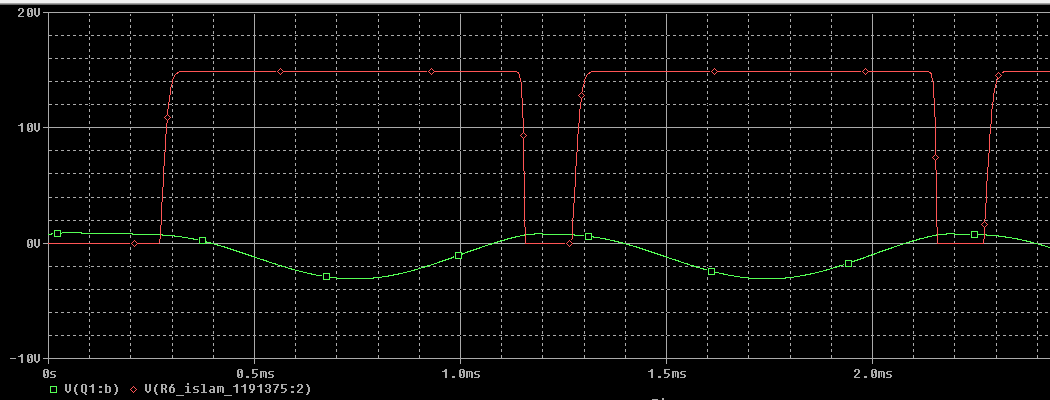 20V
10V
0V
-10V
0s 0.5ms 1.0ms 1.5ms 2.0ms
V(Q1:b) V(R6_islam_1191375:2)